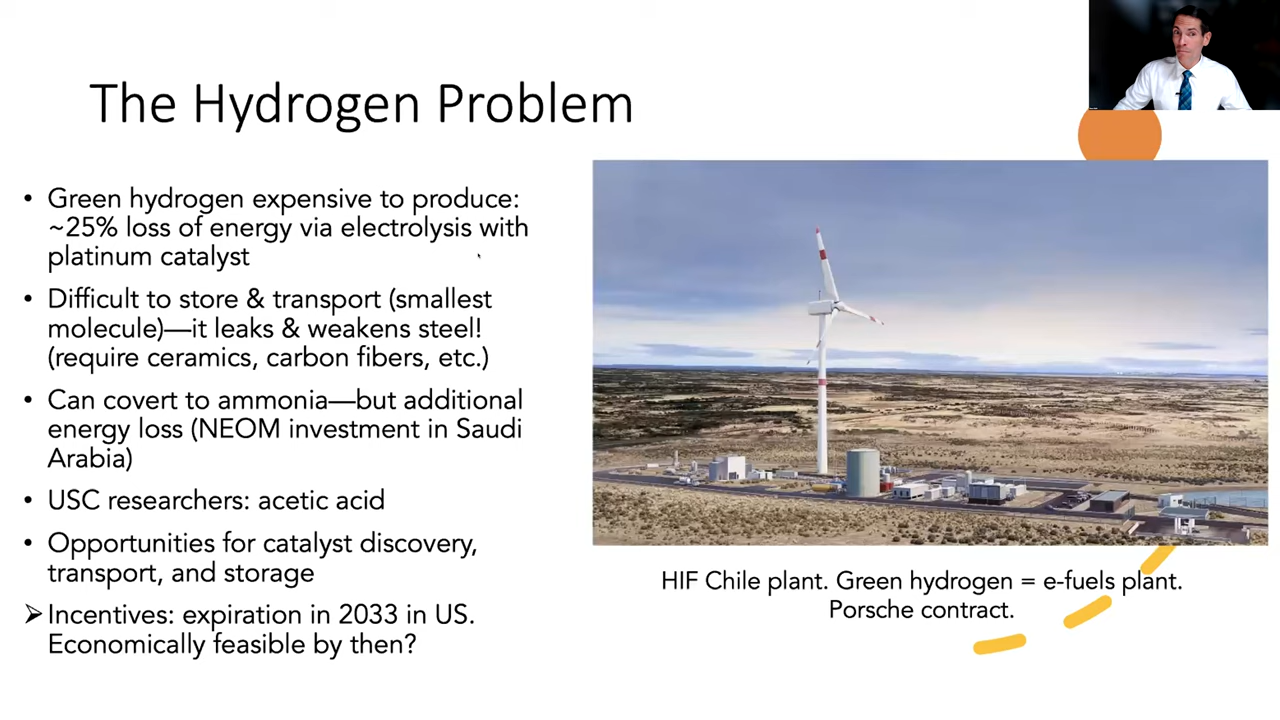 The Hydrogen Problem
• Green hydrogen expensive to produce:
~25% loss of energy via electrolysis with
platinum catalyst
• Difficult to store & transport (smallest
molecule)—it leaks & weakens steel!
(require ceramics, carbon fibers, etc.)
• Can covert to ammonia—but additional
energy loss (NEOM investment in Saudi
Arabia)
• USC researchers: acetic acid
• Opportunities for catalyst discovery,
transport, and storage
➢ Incentives: expiration in 2033 in US.
Economically feasible by then?
HIF Chile plant. Green hydrogen = e-fuels plant.
Porsche contract.